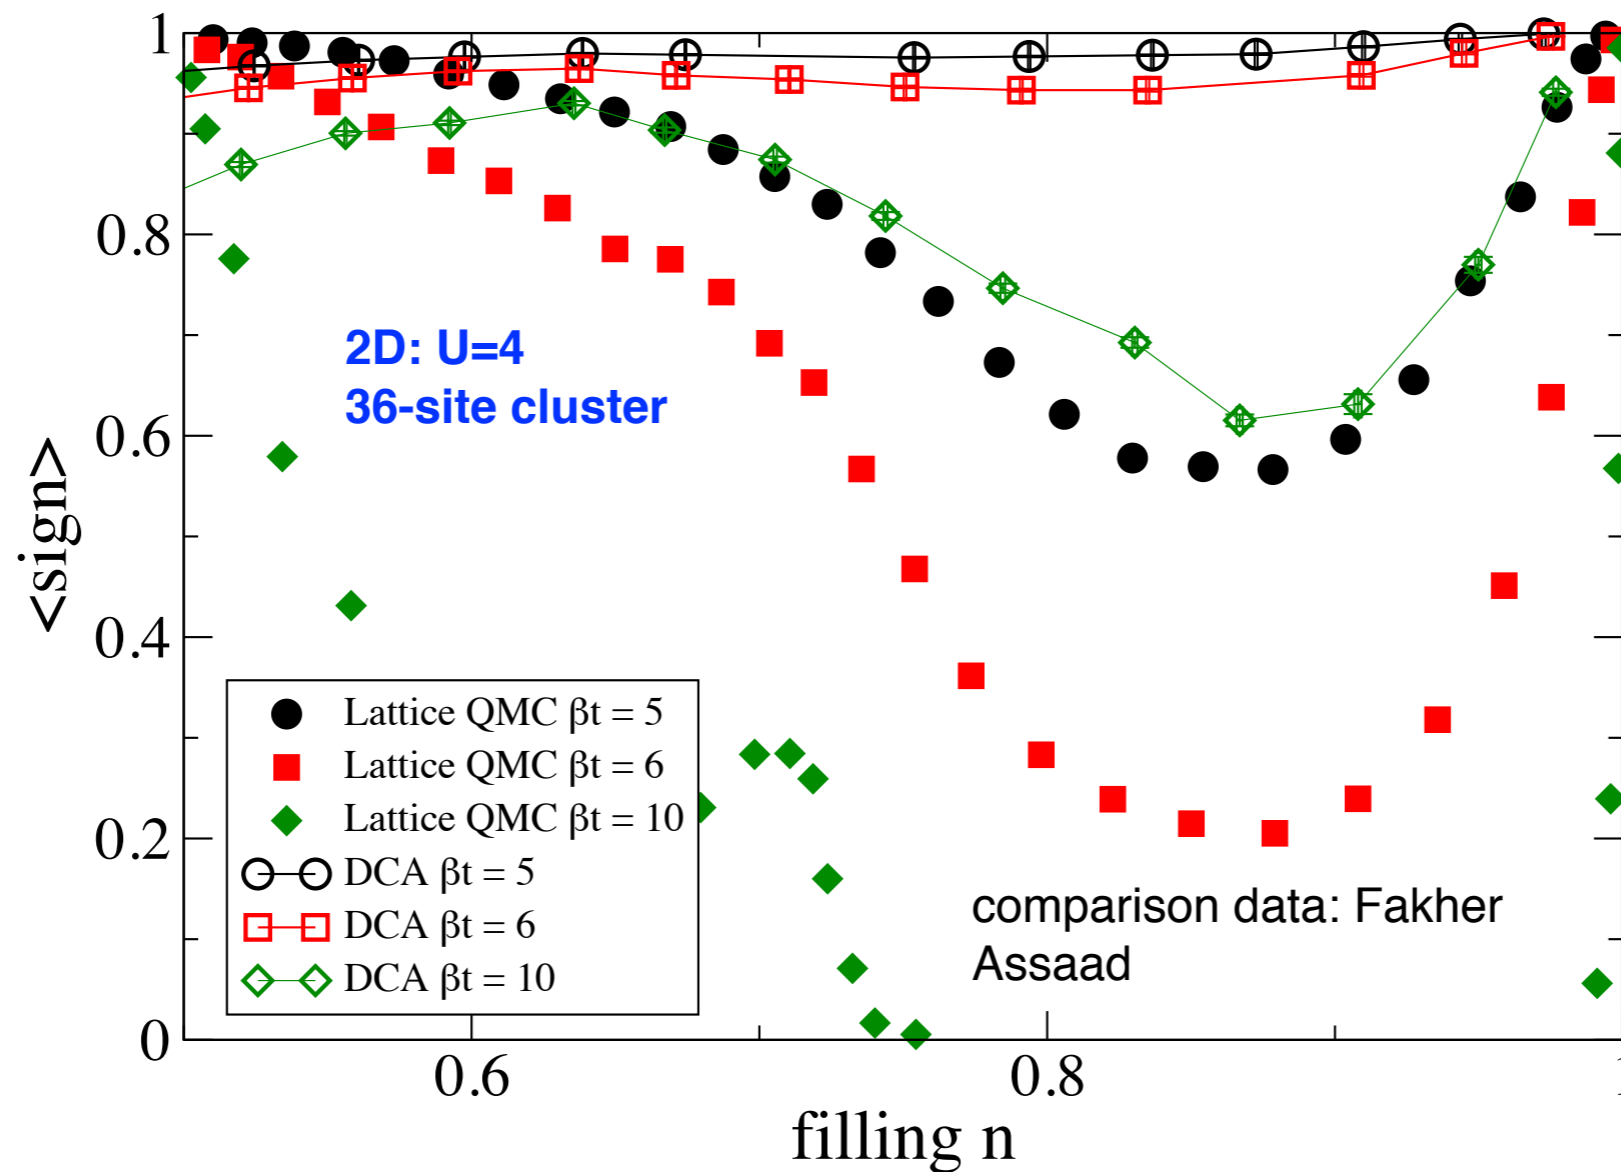 1
0.8
0.6
0.4
0.2
0
<sign>
2D: U=4
36-site cluster
Lattice QMC βt = 5
Lattice QMC βt = 6
Lattice QMC βt = 10
DCA βt = 5
DCA βt = 6
DCA βt = 10
comparison data: Fakher
Assaad
0.6
0.8
filling n